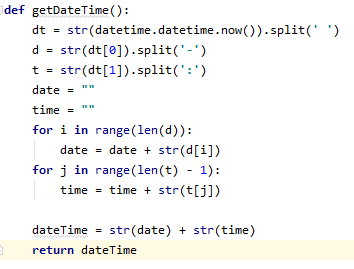 def getDateTime():
    dt = str(datetime.datetime.now()).split(' ')
    d = str(dt[0]).split('-')
    t = str(dt[1]).split(':')
    date = ""
    time = ""
    for i in range(len(d)):
        date = date + str(d[i])
    for j in range(len(t) - 1):
        time = time + str(t[j])

    dateTime = str(date) + str(time)
    return dateTime